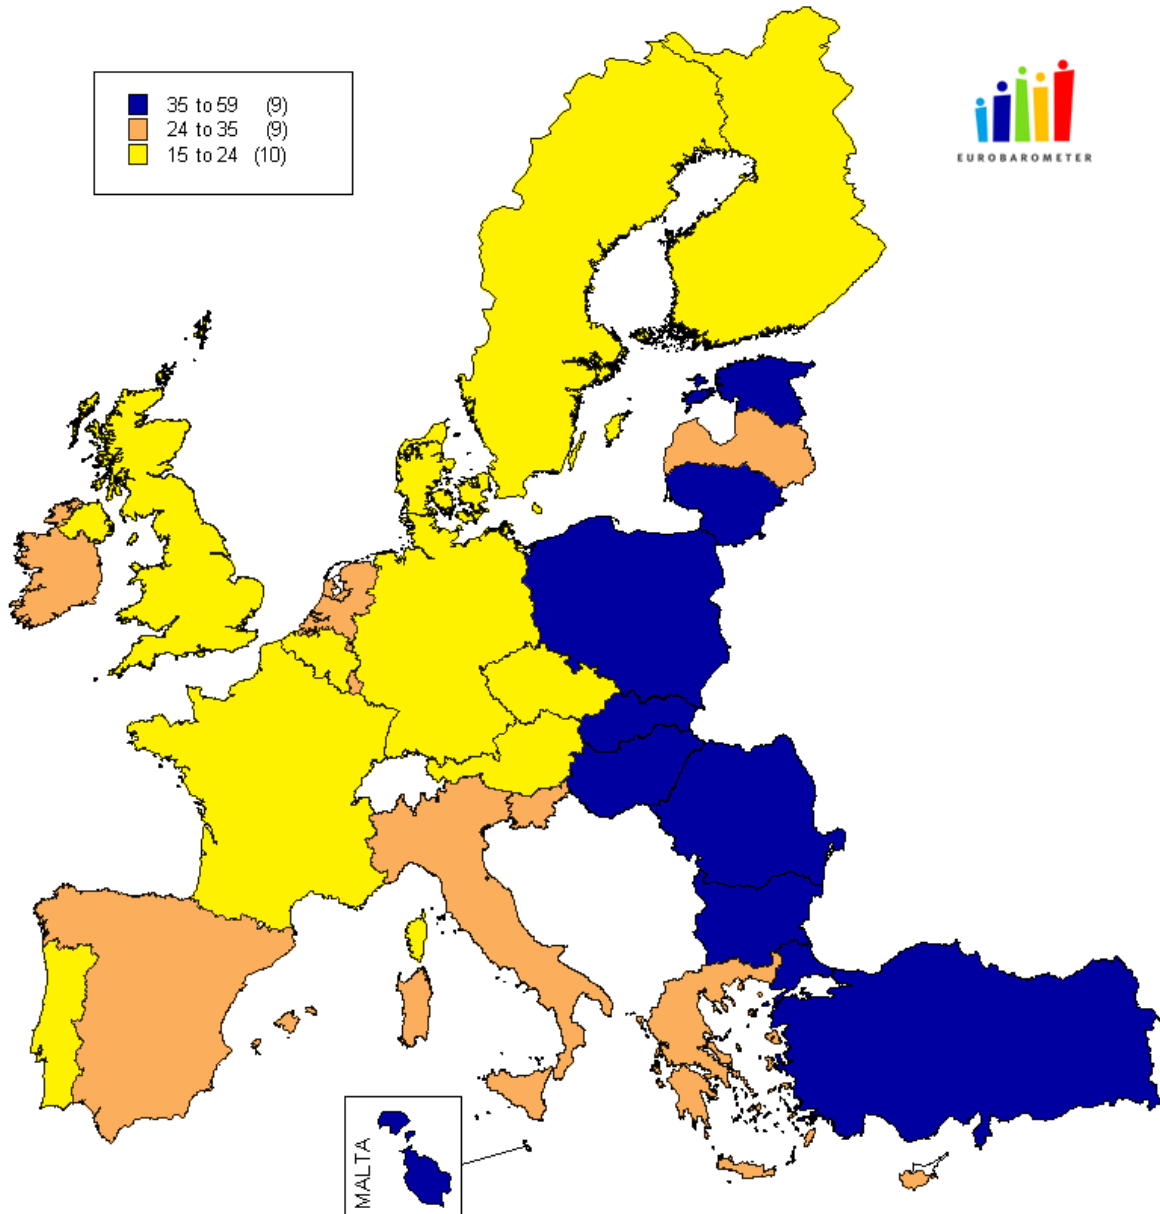 35 to 59 (9)
24 to 35 (9)
15 to 24 (10)
EUROBAROMETER
MALTA